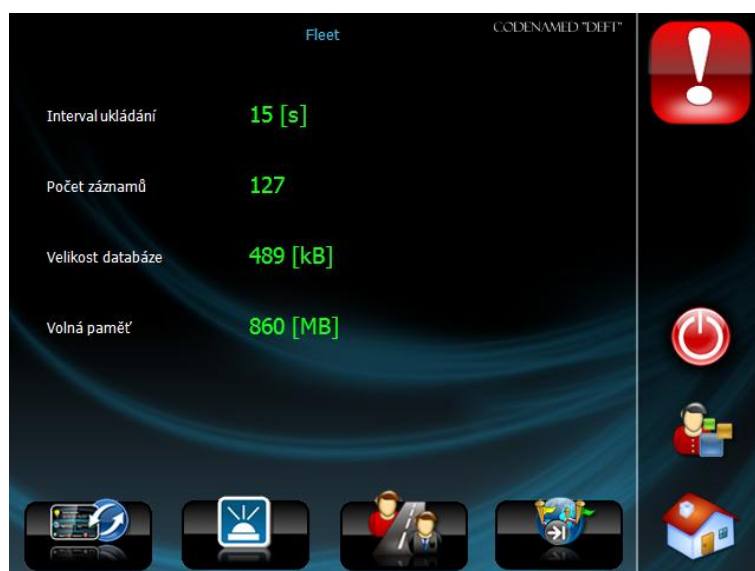 Fleet
CODENAMED "DEFT"
Interval ukládání 15 [s]
Počet záznamů 127
Velikost databáze 489 [kB]
Volná paměť 860 [MB]